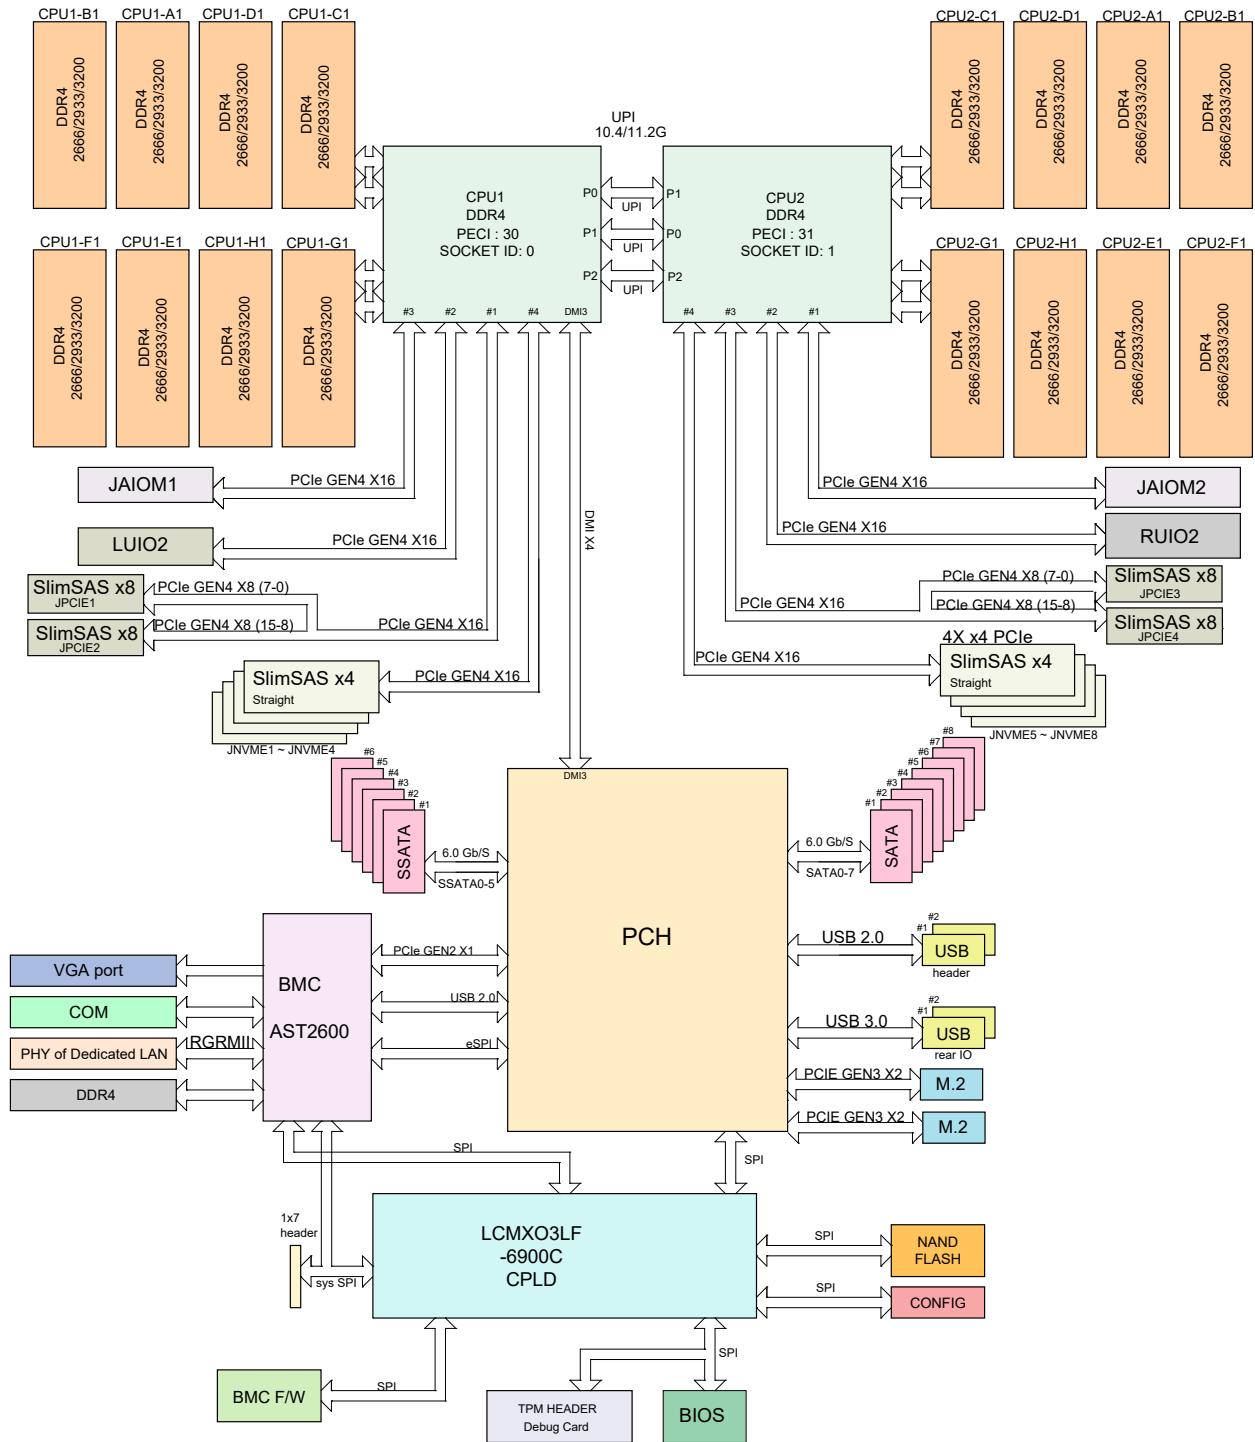 CPU1-B1
CPU1-A1
CPU1-D1
CPU1-C1
CPU2-C1
CPU2-D1
CPU2-A1
CPU2-B1
DDR4
2666/2933/3200
DDR4
2666/2933/3200
DDR4
2666/2933/3200
DDR4
2666/2933/3200
DDR4
2666/2933/3200
DDR4
2666/2933/3200
DDR4
2666/2933/3200
DDR4
2666/2933/3200
UPI
10.4/11.2G
CPU1
DDR4
PECI : 30
SOCKET ID: 0
P0
P1
P2
UPI
UPI
UPI
P1
P0
P2
CPU2
DDR4
PECI : 31
SOCKET ID: 1
#3
#2
#1
#4
DMI3
#4
#3
#2
#1
CPU1-F1
CPU1-E1
CPU1-H1
CPU1-G1
CPU2-G1
CPU2-H1
CPU2-E1
CPU2-F1
DDR4
2666/2933/3200
DDR4
2666/2933/3200
DDR4
2666/2933/3200
DDR4
2666/2933/3200
DDR4
2666/2933/3200
DDR4
2666/2933/3200
DDR4
2666/2933/3200
DDR4
2666/2933/3200
JAIOM1
PCIe GEN4 X16
PCIe GEN4 X16
JAIOM2
LUIO2
PCIe GEN4 X16
DMI X4
PCIe GEN4 X16
RUIO2
SlimSAS x8
JPCIE1
PCIe GEN4 X8 (7-0)
PCIe GEN4 X8 (7-0)
SlimSAS x8
JPCIE3
SlimSAS x8
JPCIE2
PCIe GEN4 X8 (15-8)
PCIe GEN4 X16
PCIe GEN4 X16
PCIe GEN4 X8 (15-8)
SlimSAS x8
JPCIE4
4X x4 PCIe
SlimSAS x4
Straight
PCIe GEN4 X16
JNVME1 ~ JNVME4
PCIe GEN4 X16
SlimSAS x4
Straight
JNVME5 ~ JNVME8
#6
#5
#4
#3
#2
#1
SSATA
6.0 Gb/S
SSATA0-5
DMI3
PCH
6.0 Gb/S
SATA0-7
#8
#7
#6
#5
#4
#3
#2
#1
SATA
VGA port
COM
PHY of Dedicated LAN
RGRMII
DDR4
BMC
AST2600
PCIe GEN2 X1
USB 2.0
eSPI
USB 2.0
#2
#1
USB
header
USB 3.0
#2
#1
USB
rear IO
PCIE GEN3 X2
M.2
PCIE GEN3 X2
M.2
SPI
SPI
1x7
header
sys SPI
LCMXO3LF
-6900C
CPLD
SPI
NAND
FLASH
SPI
CONFIG
SPI
BMC F/W
SPI
TPM HEADER
Debug Card
BIOS